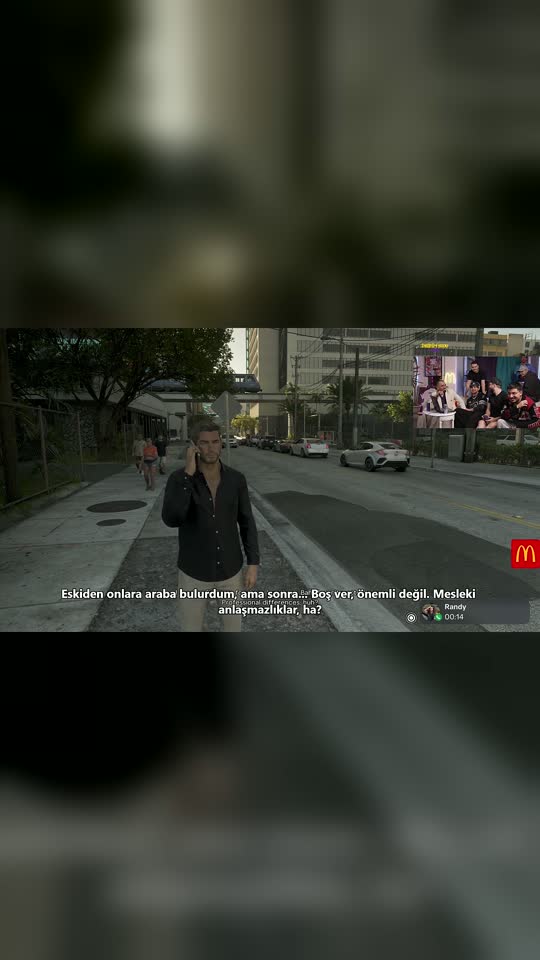 Eskiden onlara araba bulurdum, ama sonra... Boş ver, önemli değil. Mesleki
Professional differences, huh?
anlaşmazlıklar, ha?
Randy
00:14